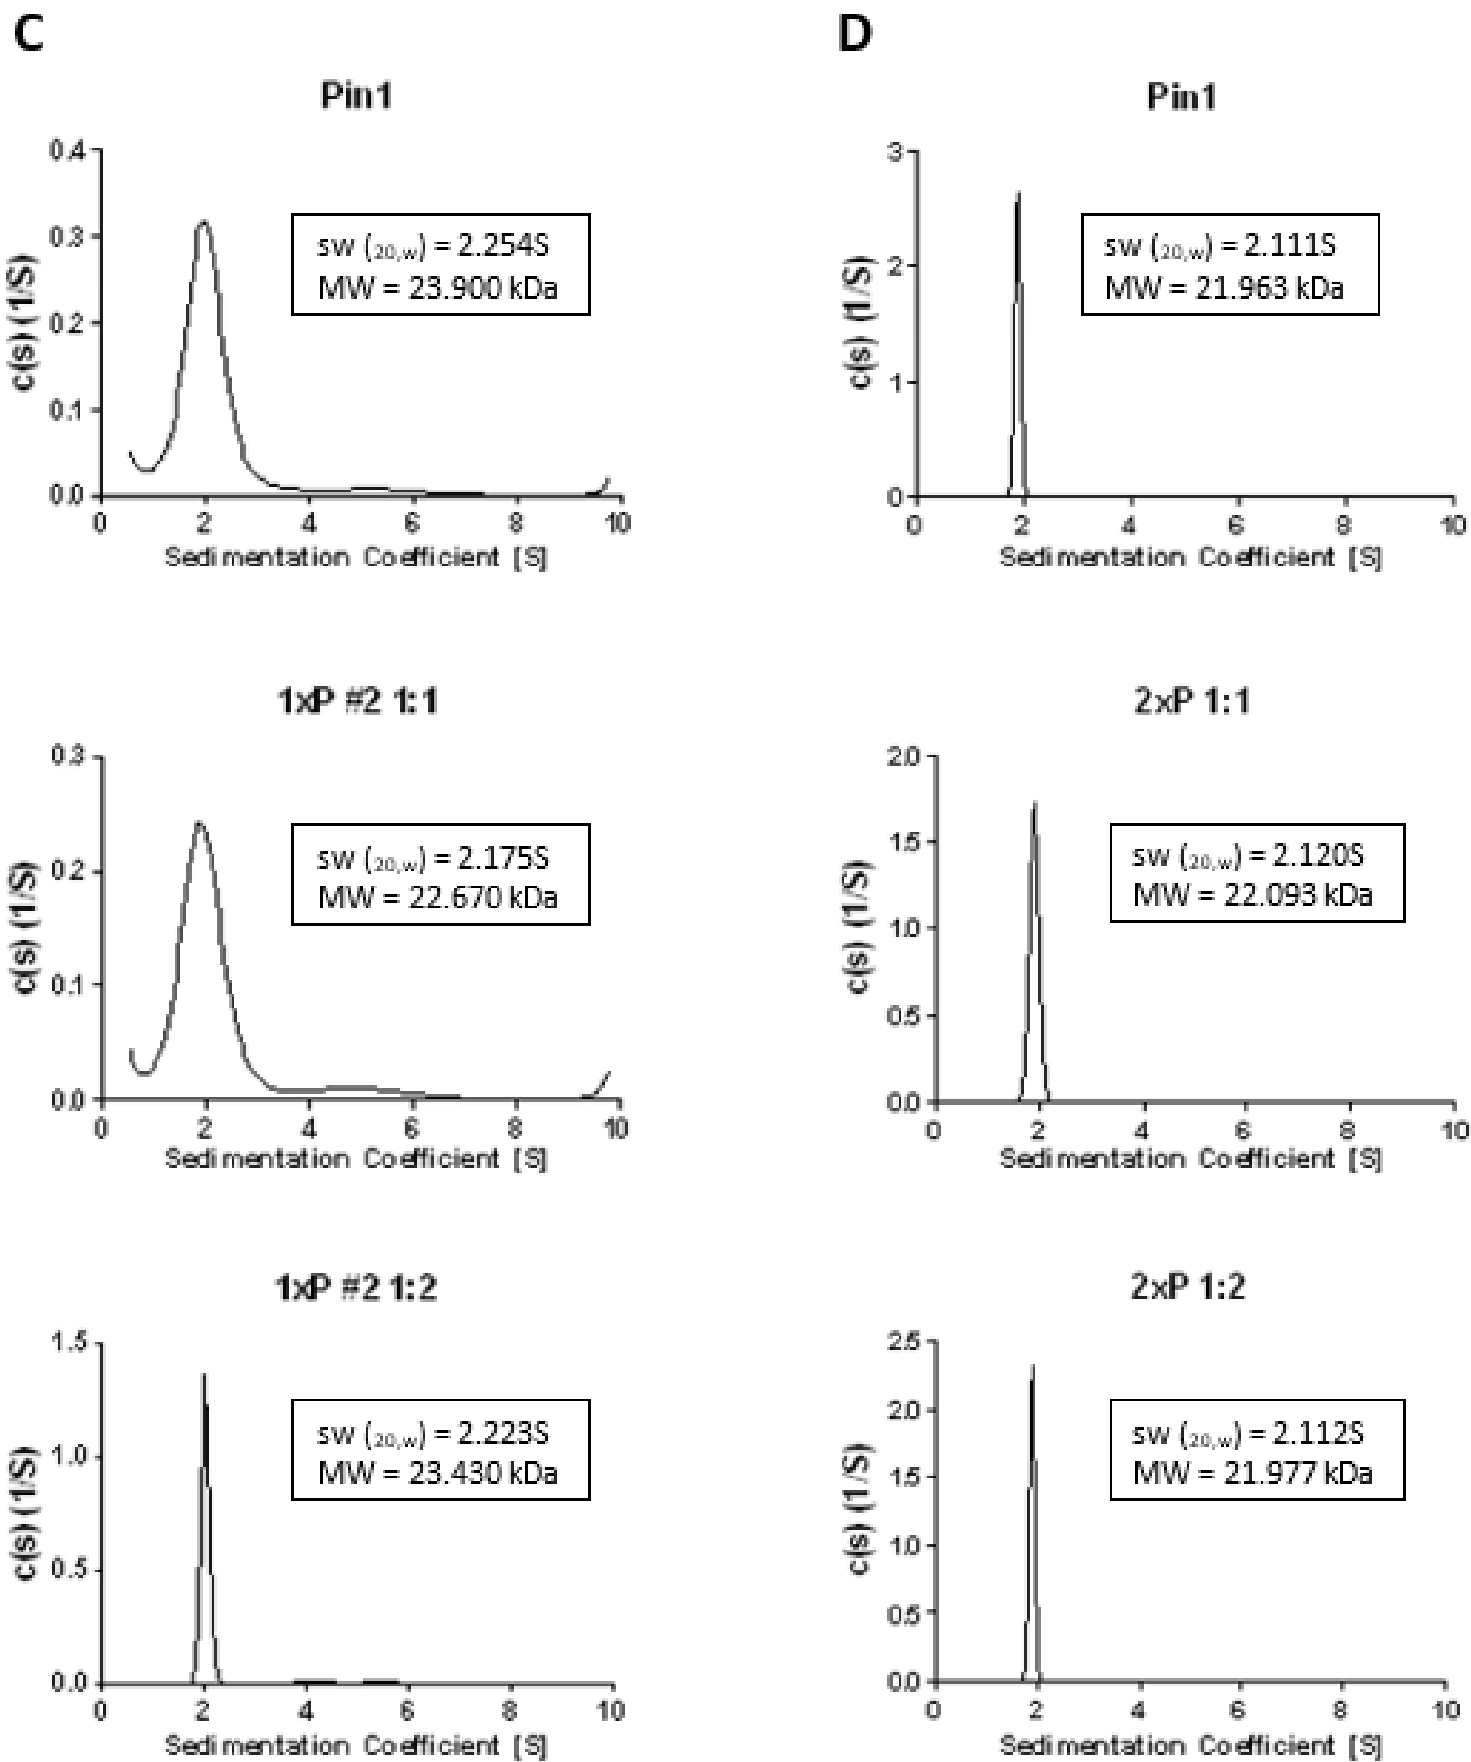 C
Pin1
0.4
0.3
0.2
0.1
0.0
c(s) (1/S)
sw (20,w) = 2.254S
MW = 23.900 kDa
0 2 4 6 8 10
Sedimentation Coefficient [S]
1xP #2 1:1
0.3
0.2
0.1
0.0
c(s) (1/S)
sw (20,w) = 2.175S
MW = 22.670 kDa
0 2 4 6 8 10
Sedimentation Coefficient [S]
1xP #2 1:2
1.5
1.0
0.5
0.0
c(s) (1/S)
sw (20,w) = 2.223S
MW = 23.430 kDa
0 2 4 6 8 10
Sedimentation Coefficient [S]
D
Pin1
3
2
1
0
c(s) (1/S)
sw (20,w) = 2.111S
MW = 21.963 kDa
0 2 4 6 8 10
Sedimentation Coefficient [S]
2xP 1:1
2.0
1.5
1.0
0.5
0.0
c(s) (1/S)
sw (20,w) = 2.120S
MW = 22.093 kDa
0 2 4 6 8 10
Sedimentation Coefficient [S]
2xP 1:2
2.5
2.0
1.5
1.0
0.5
0.0
c(s) (1/S)
sw (20,w) = 2.112S
MW = 21.977 kDa
0 2 4 6 8 10
Sedimentation Coefficient [S]